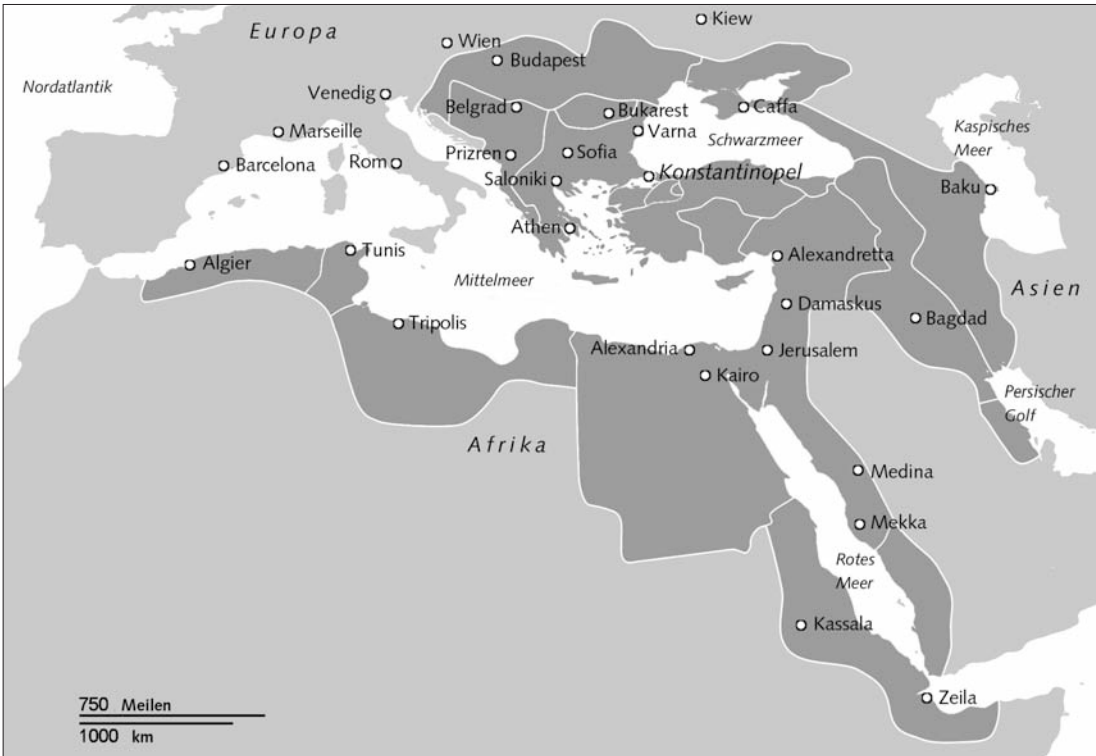 Europa
Kiew
Wien
Budapest
Nordatlantik
Venedig
Belgrad
Bukarest
Caffa
Kaspisches
Meer
Marseille
Varna
Schwarzmeer
Barcelona
Rom
Prizren
Sofia
Saloniki
Konstantinopel
Baku
Athen
Tunis
Algier
Alexandretta
Mittelmeer
Asien
Damaskus
Bagdad
Tripolis
Alexandria
Jerusalem
Kairo
Persischer
Golf
Afrika
Medina
Mekka
Rotes
Meer
Kassala
Zeila
750 Meilen
1000 km